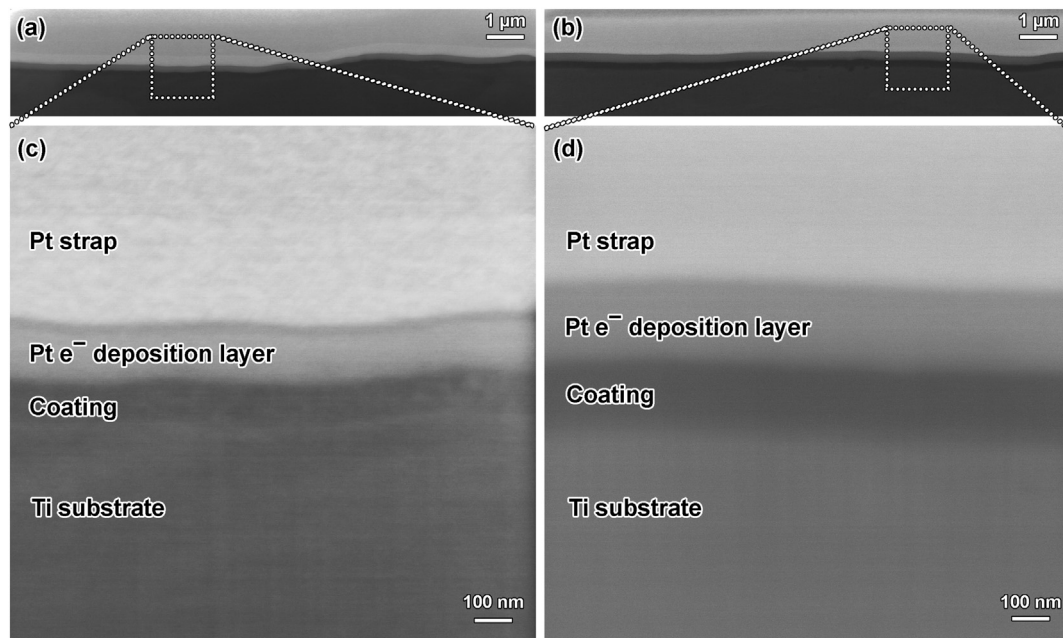 (a)
1 µm
(b)
1 µm
(c)
Pt strap
Pt e⁻ deposition layer
Coating
Ti substrate
100 nm
(d)
Pt strap
Pt e⁻ deposition layer
Coating
Ti substrate
100 nm